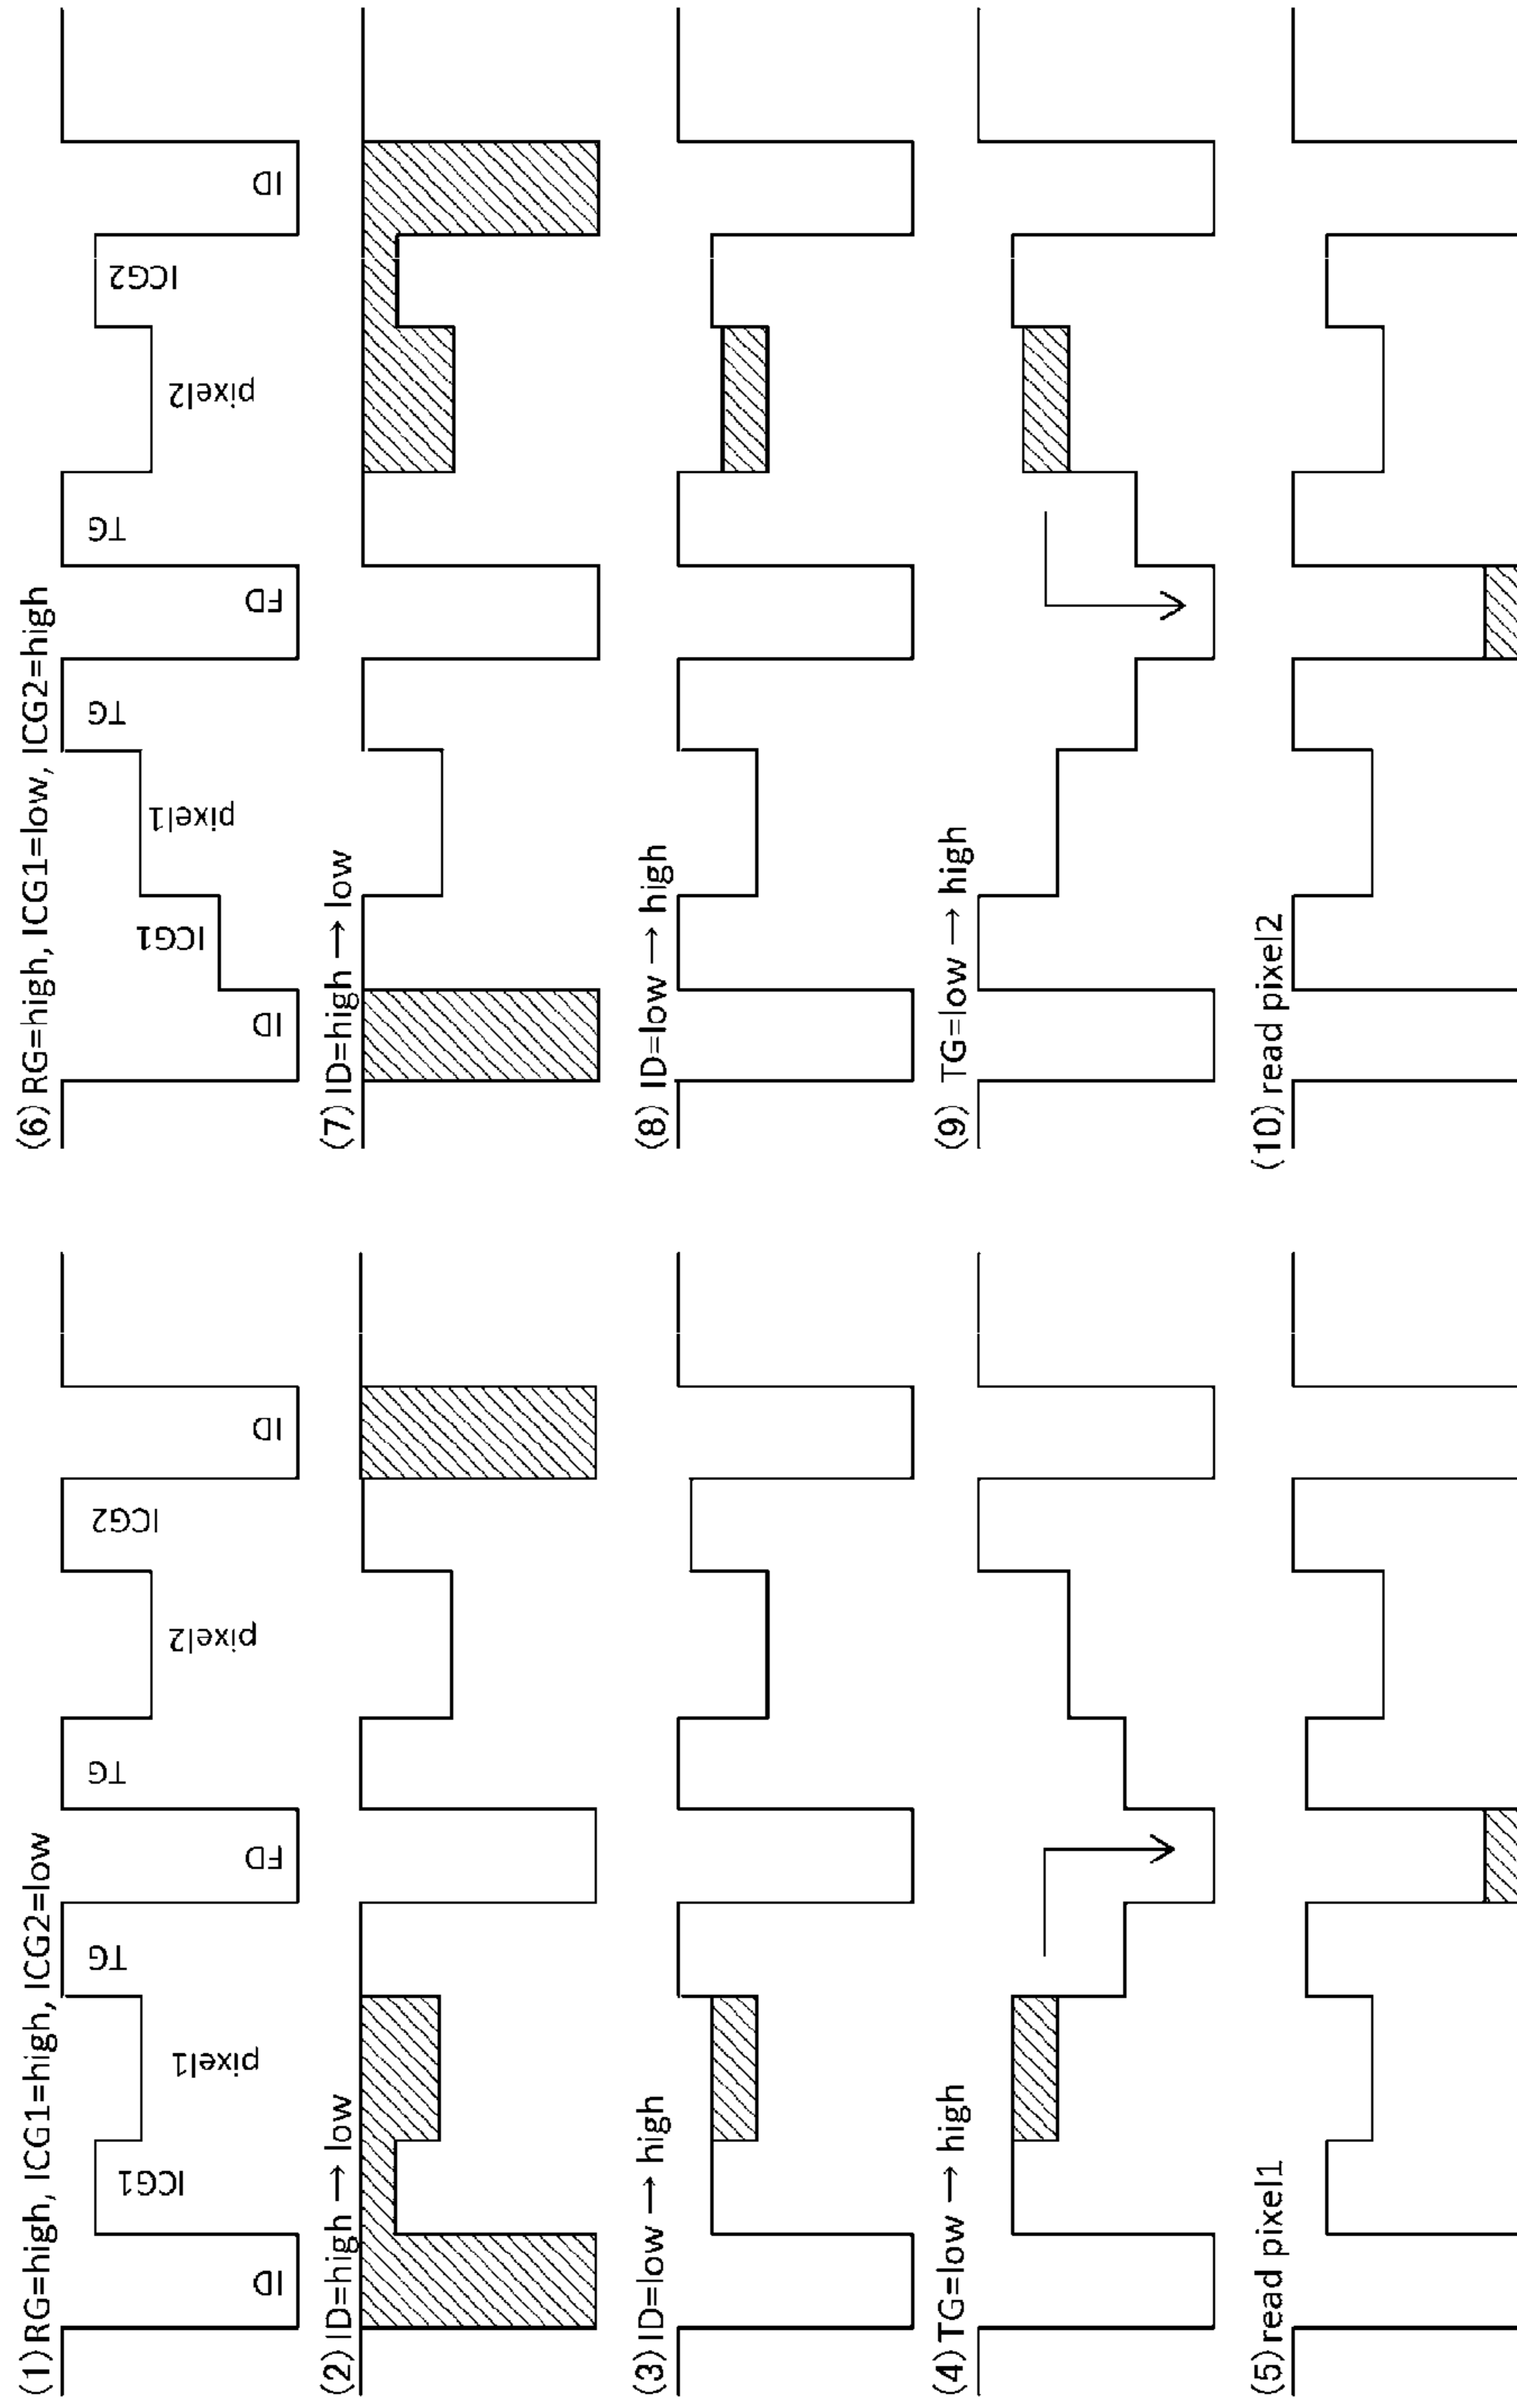 (1)RG=high, ICG1=high, ICG2=low
ID
ICG1
pixel1
TG
FD
TG
pixel2
ICG2
ID
(2) ID=high → low
(3) ID=low → high
(4) TG=low → high
(5) read pixel1
(6) RG=high, ICG1=low, ICG2=high
ID
ICG1
pixel1
TG
FD
TG
pixel2
ICG2
ID
(7) ID=high → low
(8) ID=low → high
(9) TG=low → high
(10) read pixel2